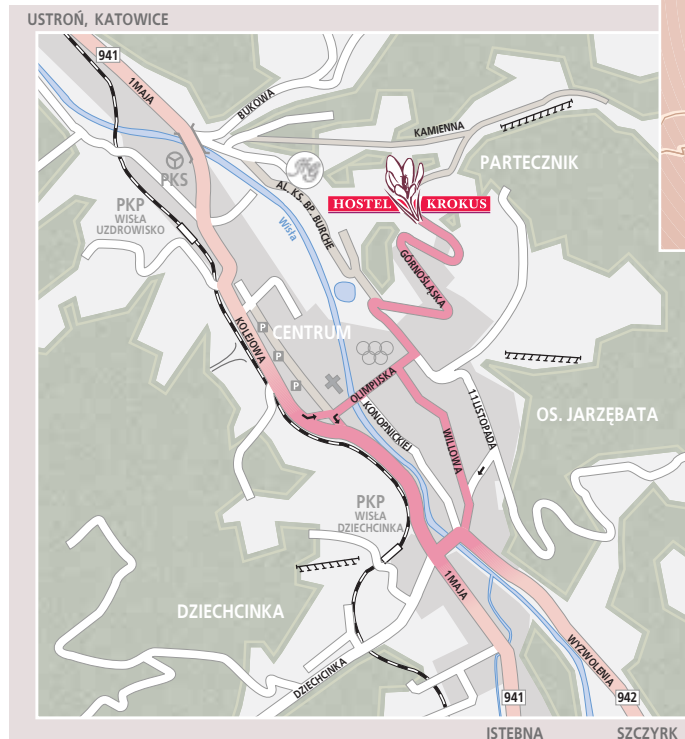 USTROŃ, KATOWICE
941
1 MAJA
BUKOWA
KAMIENNA
PARTECZNIK
PKS
AL. KS. BP. BURCHE
HOSTEL KROKUS
PKP
WISŁA
UZDROWISKO
Wisła
GÓRNOŚLĄSKA
KOLEJOWA
P
CENTRUM
P
P
OLIMPIJSKA
11 LISTOPADA
KONOPNICKIEJ
WILLOWA
OS. JARZĘBATA
PKP
WISŁA
DZIECHCINKA
1 MAJA
DZIECHCINKA
DZIECHCINKA
WYZWOLENIA
941
942
ISTEBNA
SZCZYRK